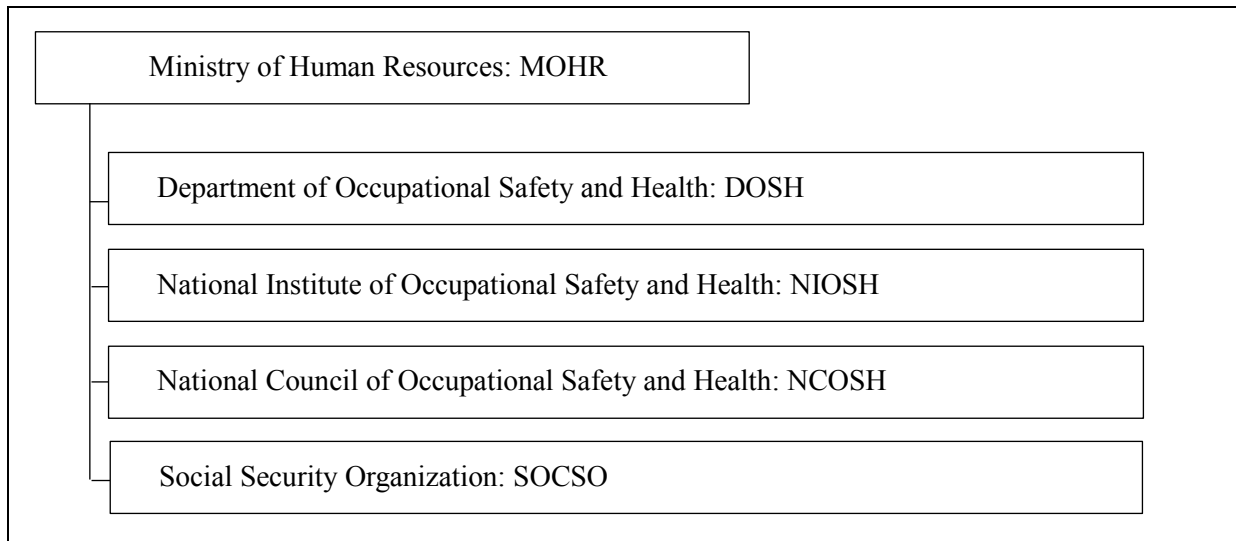 Ministry of Human Resources: MOHR
Department of Occupational Safety and Health: DOSH
National Institute of Occupational Safety and Health: NIOSH
National Council of Occupational Safety and Health: NCOSH
Social Security Organization: SOCSO